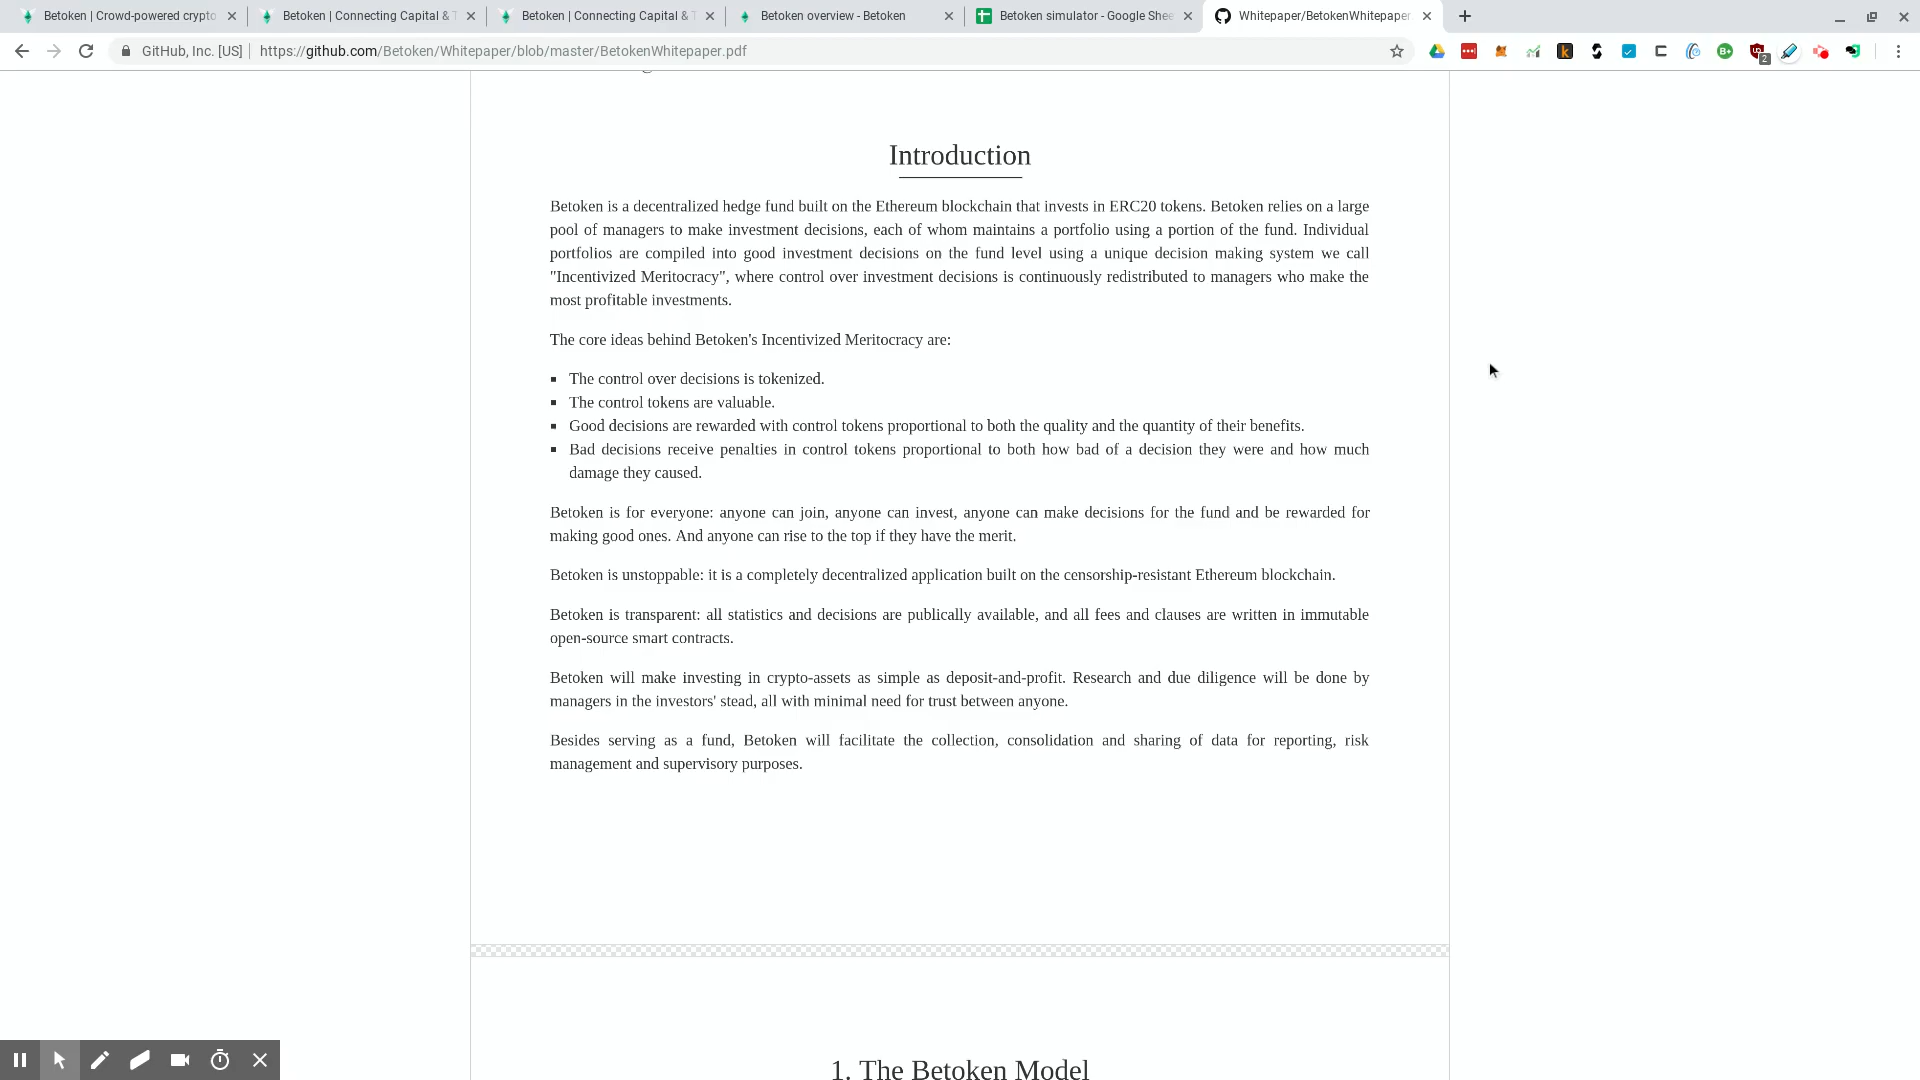 Betoken | Crowd-powered crypto
Betoken | Connecting Capital & T
Betoken | Connecting Capital & T
Betoken overview - Betoken
Betoken simulator - Google Shee
Whitepaper/BetokenWhitepaper
GitHub, Inc. [US]
https://github.com/Betoken/Whitepaper/blob/master/BetokenWhitepaper.pdf
2
Introduction
Betoken is a decentralized hedge fund built on the Ethereum blockchain that invests in ERC20 tokens. Betoken relies on a large
pool of managers to make investment decisions, each of whom maintains a portfolio using a portion of the fund. Individual
portfolios are compiled into good investment decisions on the fund level using a unique decision making system we call
"Incentivized Meritocracy", where control over investment decisions is continuously redistributed to managers who make the
most profitable investments.
The core ideas behind Betoken's Incentivized Meritocracy are:
▪ The control over decisions is tokenized.
▪ The control tokens are valuable.
▪ Good decisions are rewarded with control tokens proportional to both the quality and the quantity of their benefits.
▪ Bad decisions receive penalties in control tokens proportional to both how bad of a decision they were and how much
damage they caused.
Betoken is for everyone: anyone can join, anyone can invest, anyone can make decisions for the fund and be rewarded for
making good ones. And anyone can rise to the top if they have the merit.
Betoken is unstoppable: it is a completely decentralized application built on the censorship-resistant Ethereum blockchain.
Betoken is transparent: all statistics and decisions are publically available, and all fees and clauses are written in immutable
open-source smart contracts.
Betoken will make investing in crypto-assets as simple as deposit-and-profit. Research and due diligence will be done by
managers in the investors' stead, all with minimal need for trust between anyone.
Besides serving as a fund, Betoken will facilitate the collection, consolidation and sharing of data for reporting, risk
management and supervisory purposes.
1. The Betoken Model